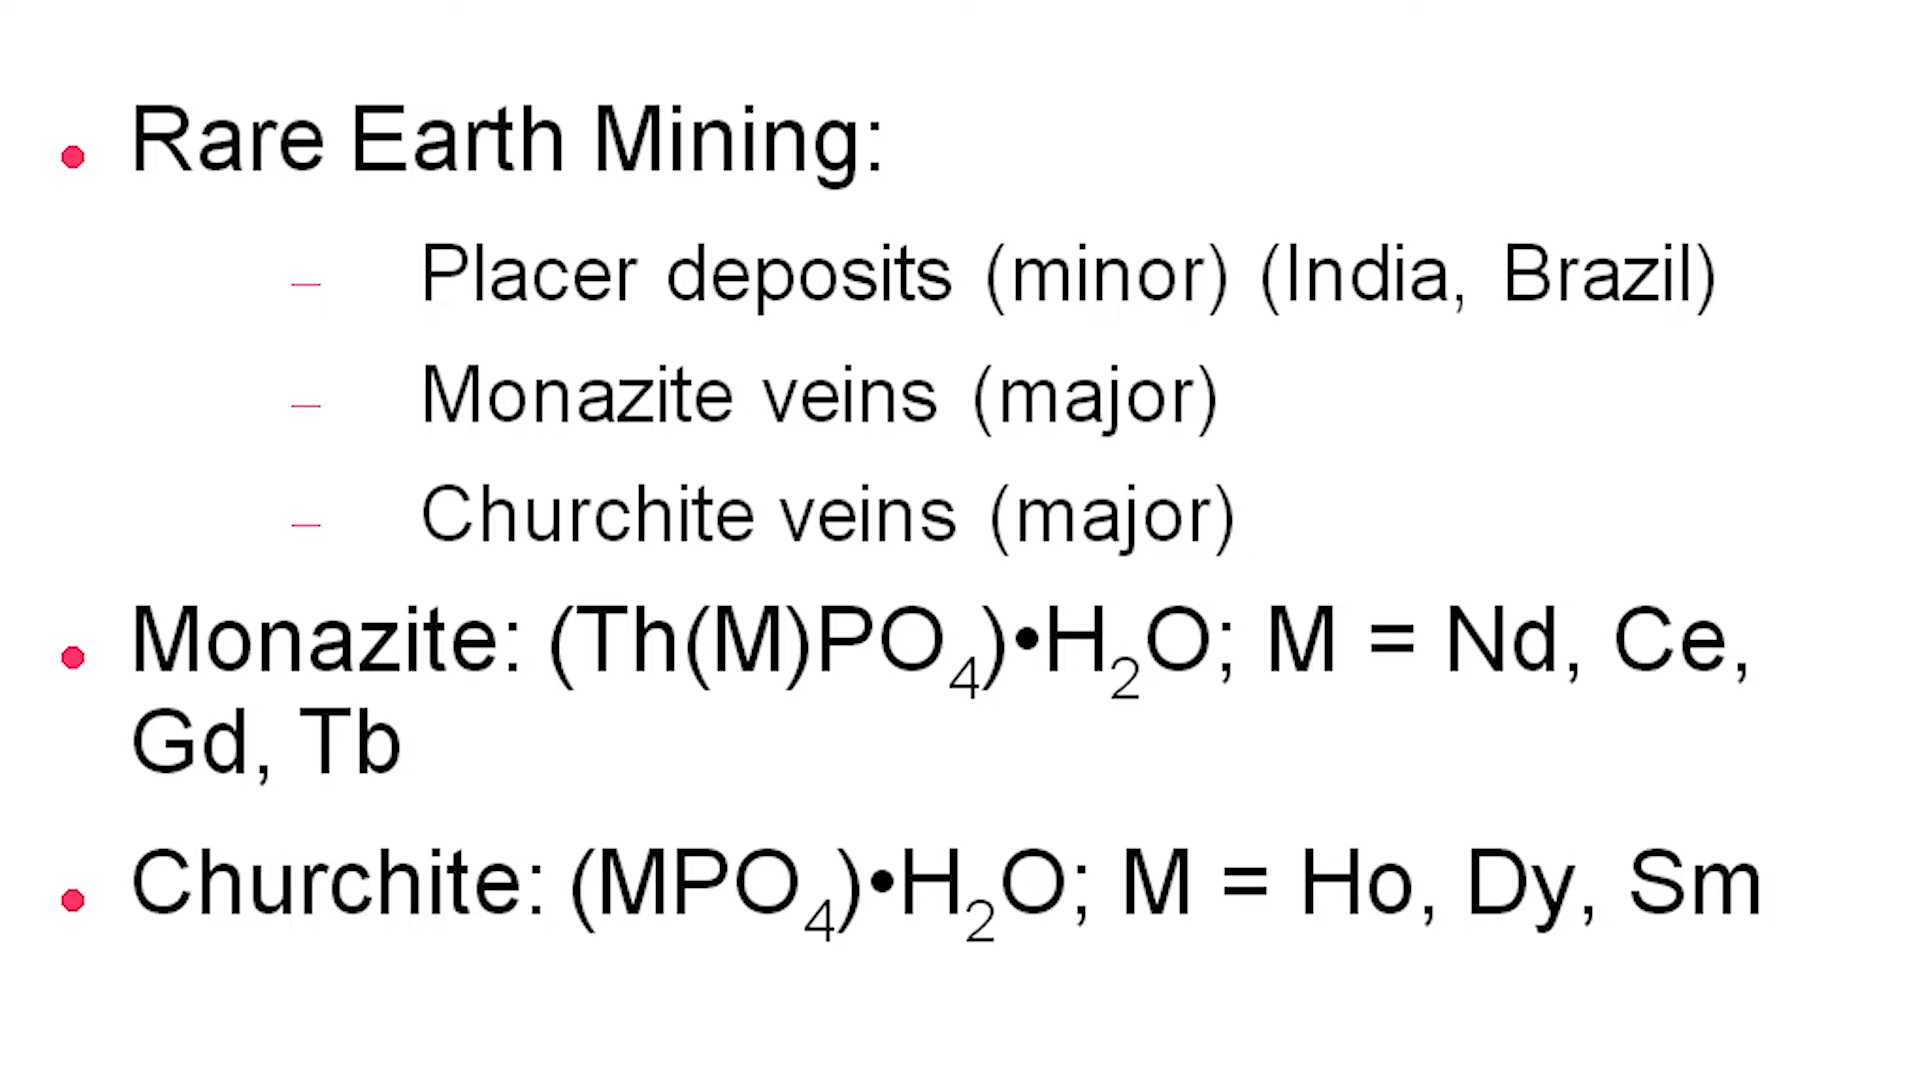 • Rare Earth Mining:
– Placer deposits (minor) (India, Brazil)
– Monazite veins (major)
– Churchite veins (major)
• Monazite: (Th(M)PO₄)•H₂O; M = Nd, Ce,
Gd, Tb
• Churchite: (MPO₄)•H₂O; M = Ho, Dy, Sm